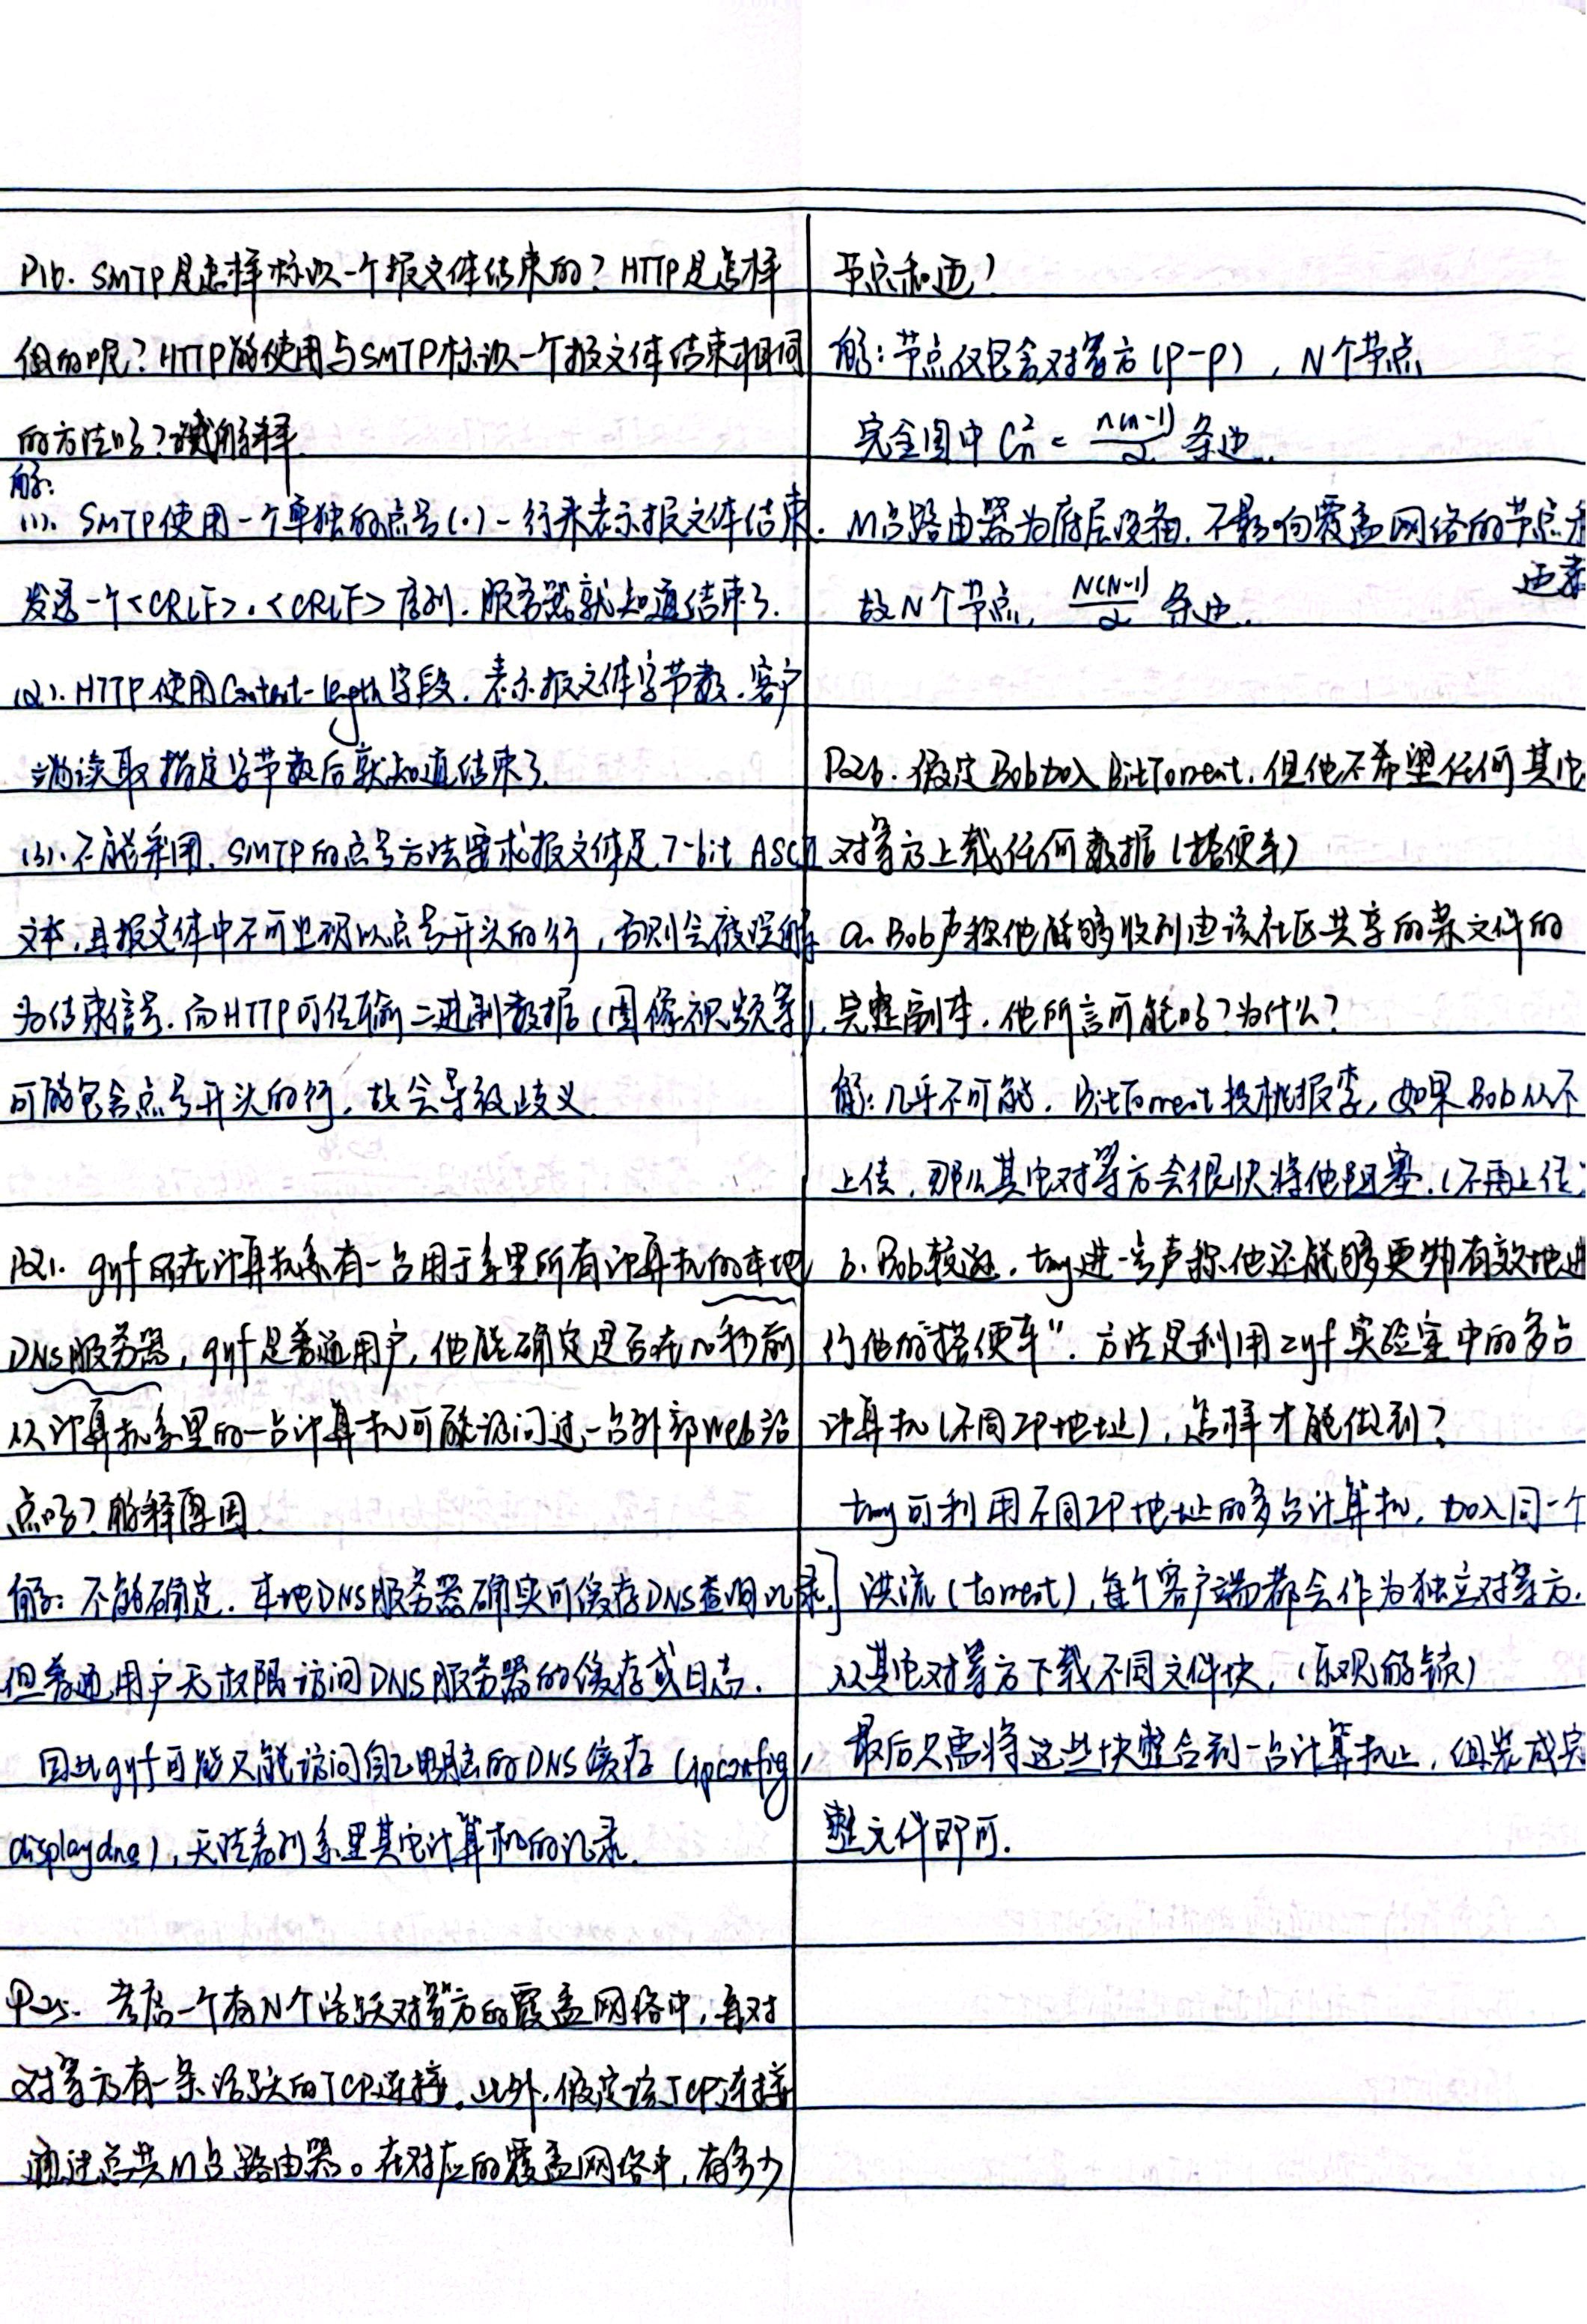 P16. SMTP是怎样标识一个报文体结束的？HTTP是怎样
做的呢？HTTP能使用与SMTP标识一个报文体结束相同
的方法吗？试解释.
解:
(1). SMTP使用一个单独的点号(.)一行来表示报文体结束.
发送一个<CRLF>.<CRLF>序列. 服务器就知道结束了.
(2). HTTP使用Content-length字段. 表示报文体字节数. 客户
端读取指定字节数后就知道结束了.
(3). 不能采用. SMTP的点号方法要求报文体是7-bit ASCII
文本, 且报文体中不可出现以点号开头的行, 否则会被误解
为结束信号. 而HTTP可传输二进制数据(图像视频等),
可能包含点号开头的行. 故会导致歧义.
P21. gyf所在计算机系有一台用于系里所有计算机的本地
DNS服务器, gyf是普通用户, 他能确定是否在几秒前
从计算机系里的一台计算机可能访问过一台外部Web站
点吗? 解释原因.
解: 不能确定. 本地DNS服务器确实可缓存DNS查询记录.
但普通用户无权限访问DNS服务器的缓存或日志.
因此gyf可能只能访问自己电脑的DNS缓存 (ipconfig/
displaydns), 无法看到系里其它计算机的记录.
P25. 考虑一个有N个活跃对等方的覆盖网络中, 每对
对等方有一条活跃的TCP连接. 此外, 假定该TCP连接
通过总共M台路由器。在对应的覆盖网络中, 有多少
节点和边?
解: 节点仅包含对等方(P-P), N个节点
完全图中 Cn² = n(n-1)/2 条边.
M台路由器为底层设备. 不影响覆盖网络的节点和
边数
故N个节点, N(N-1)/2 条边.
P26. 假定Bob加入BitTorrent, 但他不希望任何其它
对等方上载任何数据(搭便车)
a. Bob声称他能够收到由该社区共享的某文件的
完整副本. 他所言可能吗? 为什么?
解: 几乎不可能. BitTorrent投桃报李, 如果Bob从不
上传, 那么其它对等方会很快将他阻塞. (不再上传
b. Bob较逊. tmy进一步声称他还能够更为有效地进
行他的"搭便车". 方法是利用zyf实验室中的多台
计算机(不同IP地址), 怎样才能做到?
tmy可利用不同IP地址的多台计算机, 加入同一个
洪流(torrent), 每个客户端都会作为独立对等方.
从其它对等方下载不同文件块, (乐观解锁)
最后只需将这些块整合到一台计算机上, 组装成完
整文件即可.